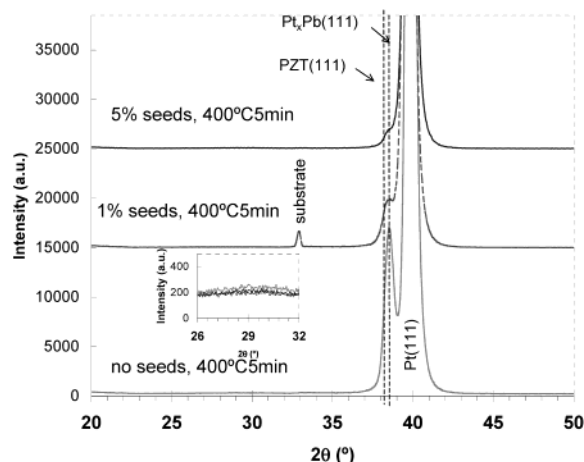 35000
30000
25000
20000
15000
10000
5000
0
Intensity (a.u.)
PtxPb(111)
PZT(111)
5% seeds, 400ºC5min
substrate
1% seeds, 400ºC5min
400
200
0
Intensity (a.u.)
26
29
32
2θ (º)
Pt(111)
no seeds, 400ºC5min
20
25
30
35
40
45
50
2θ (º)